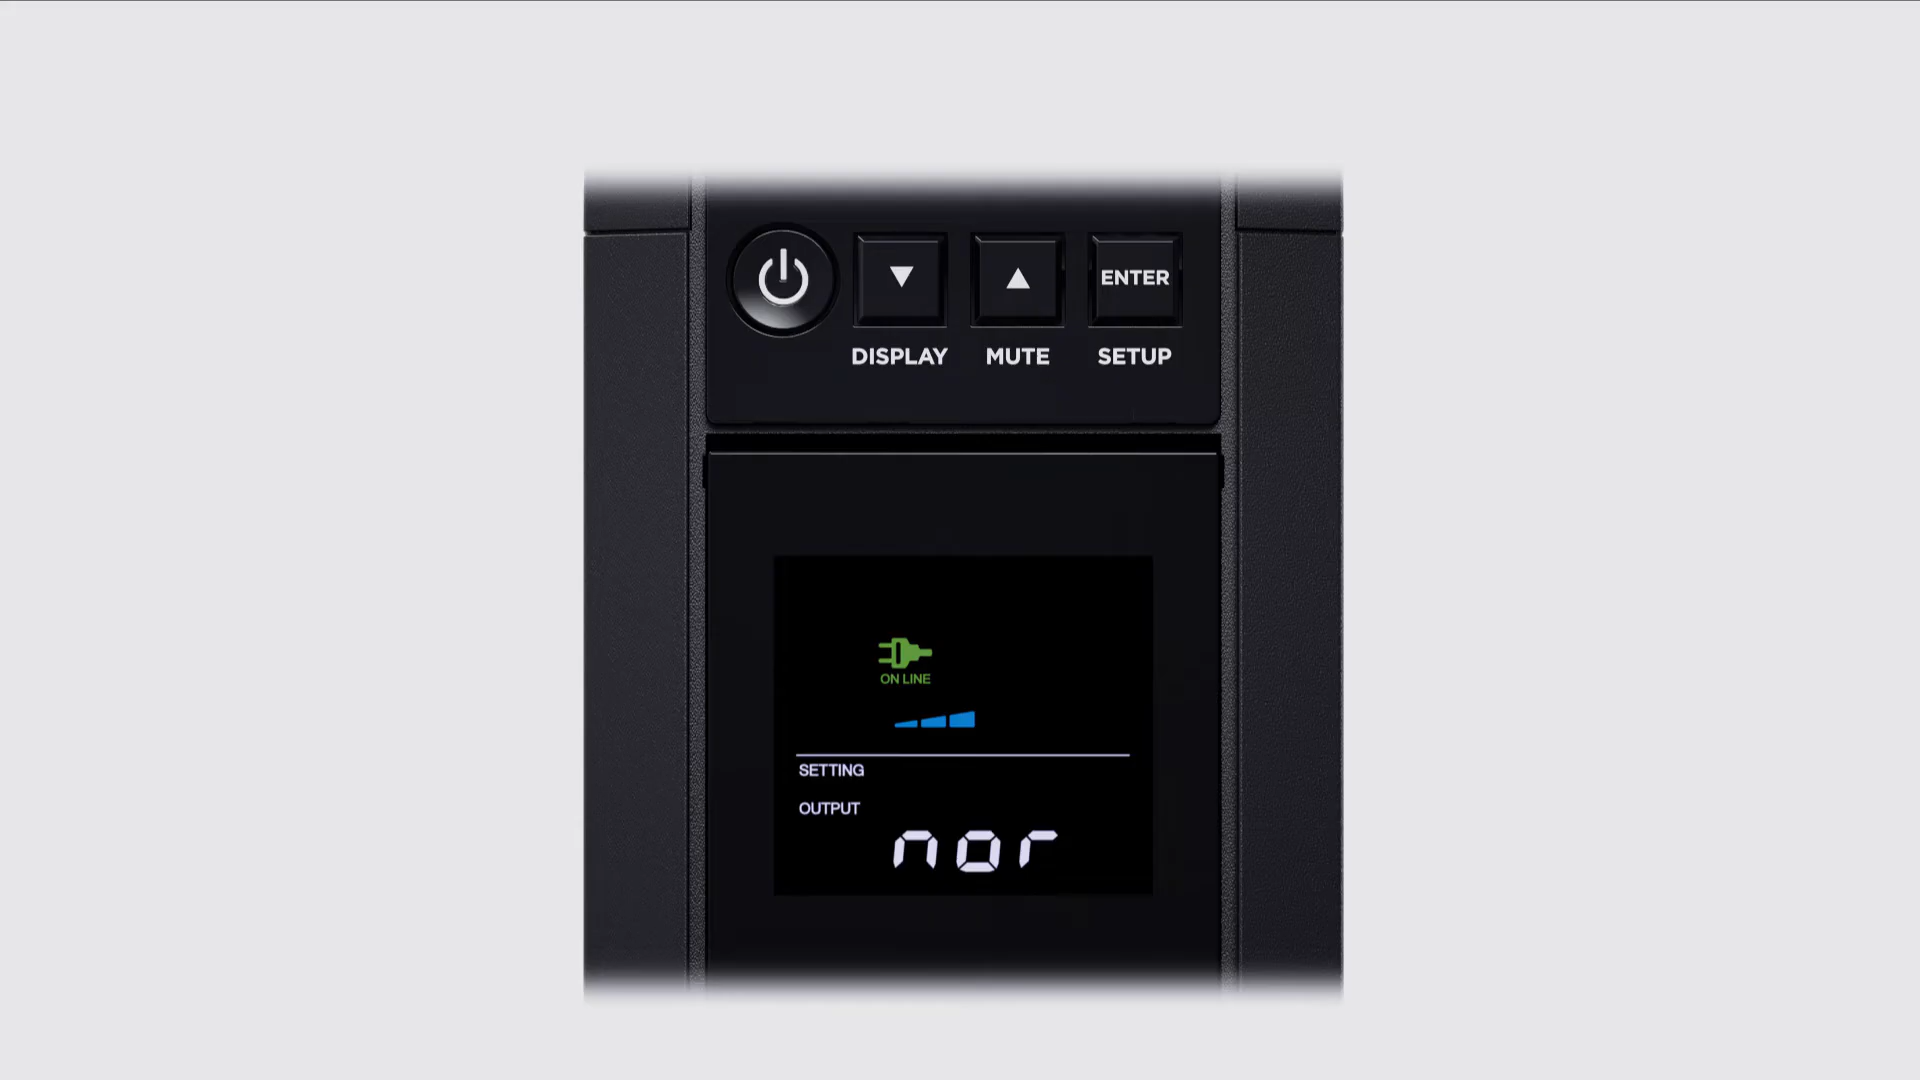 ENTER
DISPLAY MUTE SETUP
ON LINE
SETTING
OUTPUT
nor